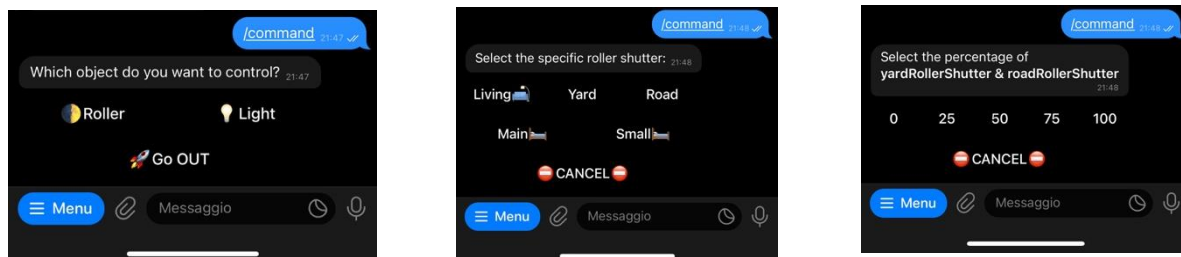 /command 21:47
Which object do you want to control? 21:47
Roller Light
Go OUT
Menu Messaggio
/command 21:48
Select the specific roller shutter: 21:48
Living Yard Road
Main Small
CANCEL
Menu Messaggio
/command 21:48
Select the percentage of
yardRollerShutter & roadRollerShutter
21:48
0 25 50 75 100
CANCEL
Menu Messaggio